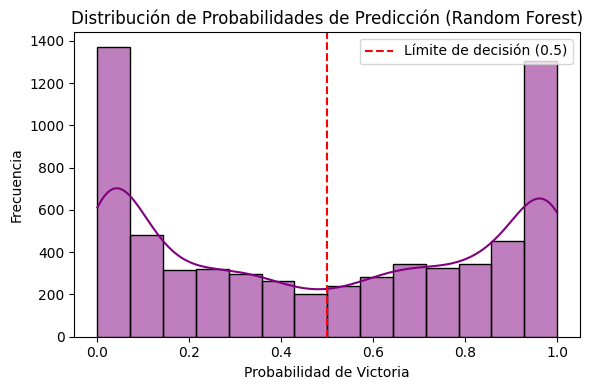 Distribución de Probabilidades de Predicción (Random Forest)
Límite de decisión (0.5)
1400
1200
1000
800
600
400
200
0
Frecuencia
0.0 0.2 0.4 0.6 0.8 1.0
Probabilidad de Victoria